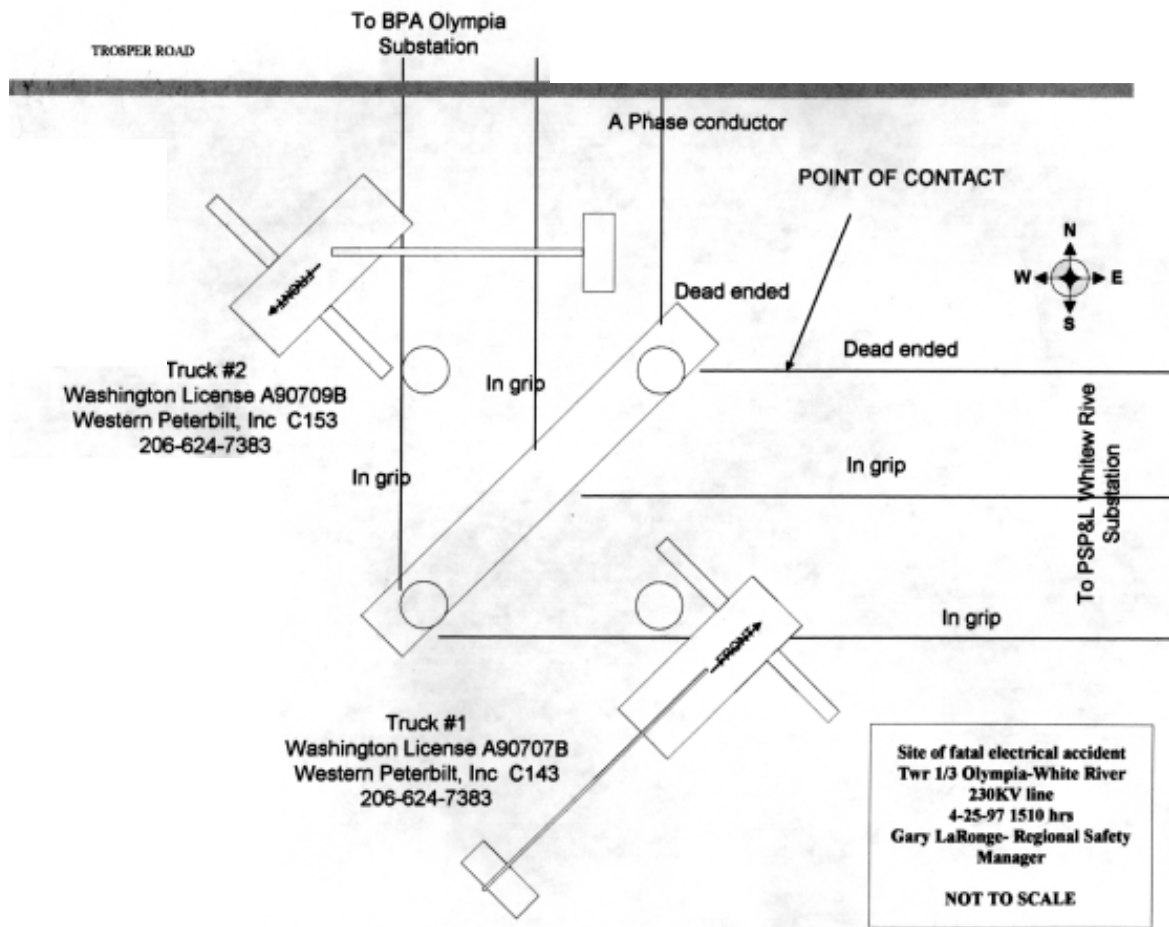 To BPA Olympia
Substation
TROSPER ROAD
A Phase conductor
POINT OF CONTACT
N
W
E
S
FRONT
Dead ended
Dead ended
In grip
Truck #2
Washington License A90709B
Western Peterbilt, Inc C153
206-624-7383
In grip
In grip
To PSP&L Whitew Rive
Substation
In grip
FRONT
Truck #1
Washington License A90707B
Western Peterbilt, Inc C143
206-624-7383
Site of fatal electrical accident
Twr 1/3 Olympia-White River
230KV line
4-25-97 1510 hrs
Gary LaRonge- Regional Safety
Manager
NOT TO SCALE